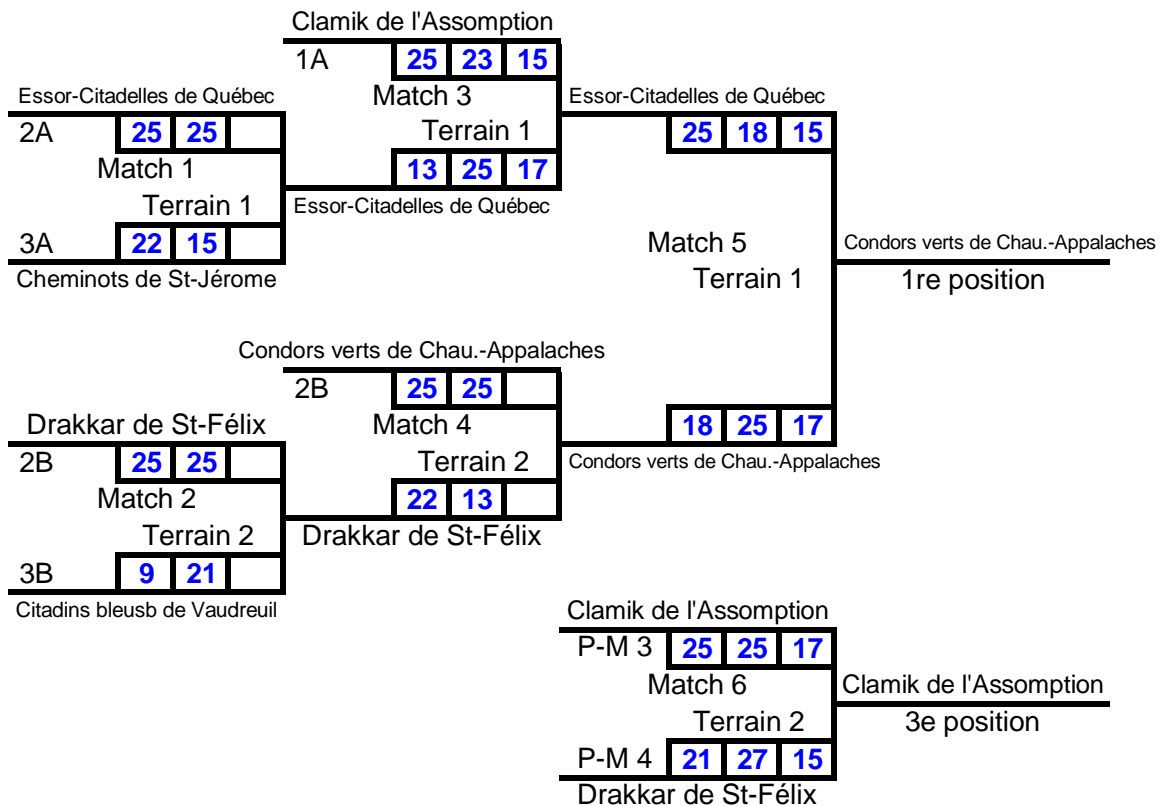 Clamik de l'Assomption
1A 25 23 15
Essor-Citadelles de Québec
Match 3
Essor-Citadelles de Québec
2A 25 25
Terrain 1
25 18 15
Match 1
13 25 17
Terrain 1
Essor-Citadelles de Québec
3A 22 15
Match 5
Condors verts de Chau.-Appalaches
Cheminots de St-Jérome
Terrain 1
1re position
Condors verts de Chau.-Appalaches
2B 25 25
Drakkar de St-Félix
Match 4
18 25 17
2B 25 25
Terrain 2
Condors verts de Chau.-Appalaches
Match 2
22 13
Terrain 2
Drakkar de St-Félix
3B 9 21
Citadins bleusb de Vaudreuil
Clamik de l'Assomption
P-M 3 25 25 17
Match 6
Clamik de l'Assomption
Terrain 2
3e position
P-M 4 21 27 15
Drakkar de St-Félix